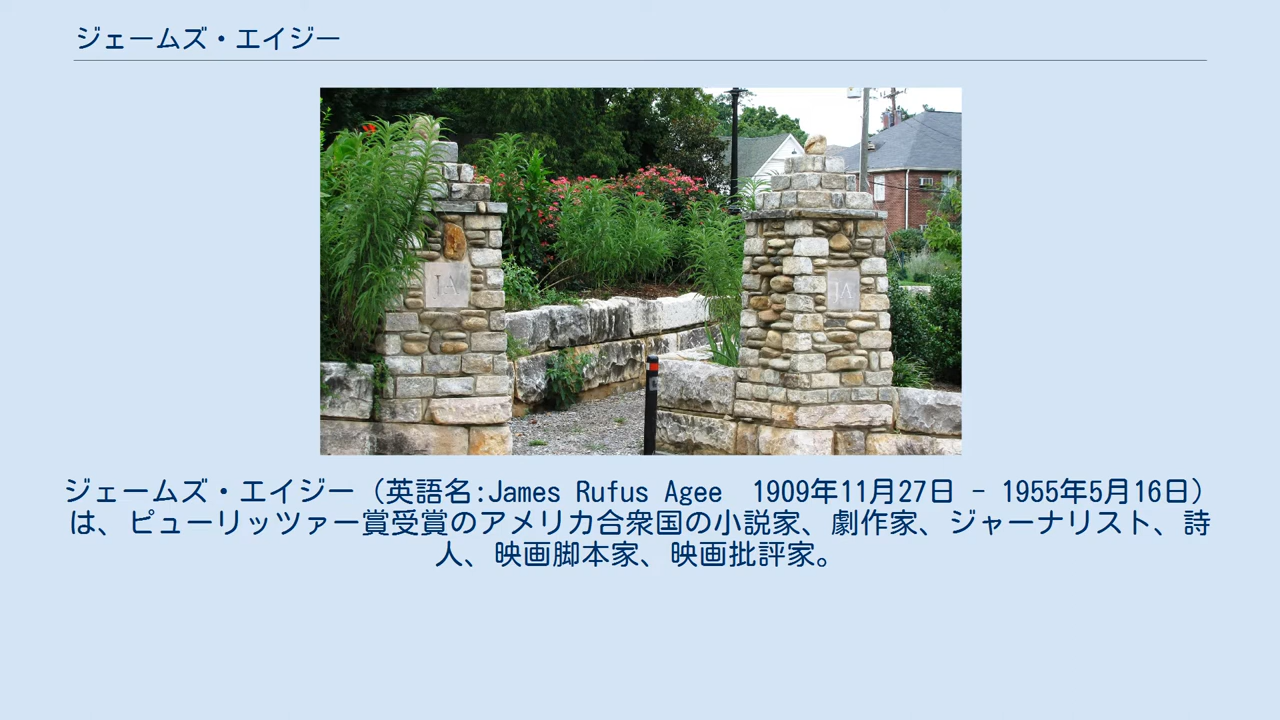 ジェームズ・エイジー
JA
JA
ジェームズ・エイジー（英語名:James Rufus Agee　1909年11月27日 - 1955年5月16日）
は、ピューリッツァー賞受賞のアメリカ合衆国の小説家、劇作家、ジャーナリスト、詩
人、映画脚本家、映画批評家。